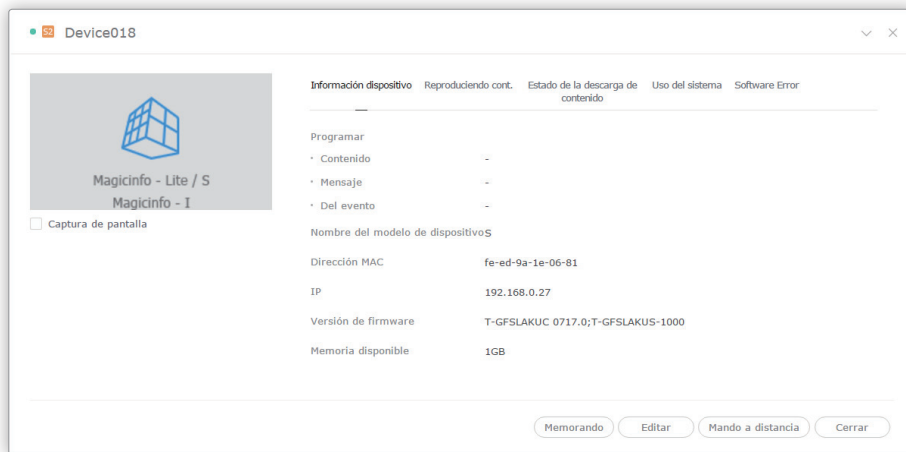 S2 Device018
Magicinfo - Lite / S
Magicinfo - I
Captura de pantalla
Información dispositivo Reproduciendo cont. Estado de la descarga de contenido Uso del sistema Software Error
Programar
· Contenido -
· Mensaje -
· Del evento -
Nombre del modelo de dispositivoS
Dirección MAC fe-ed-9a-1e-06-81
IP 192.168.0.27
Versión de firmware T-GFSLAKUC 0717.0;T-GFSLAKUS-1000
Memoria disponible 1GB
Memorando Editar Mando a distancia Cerrar